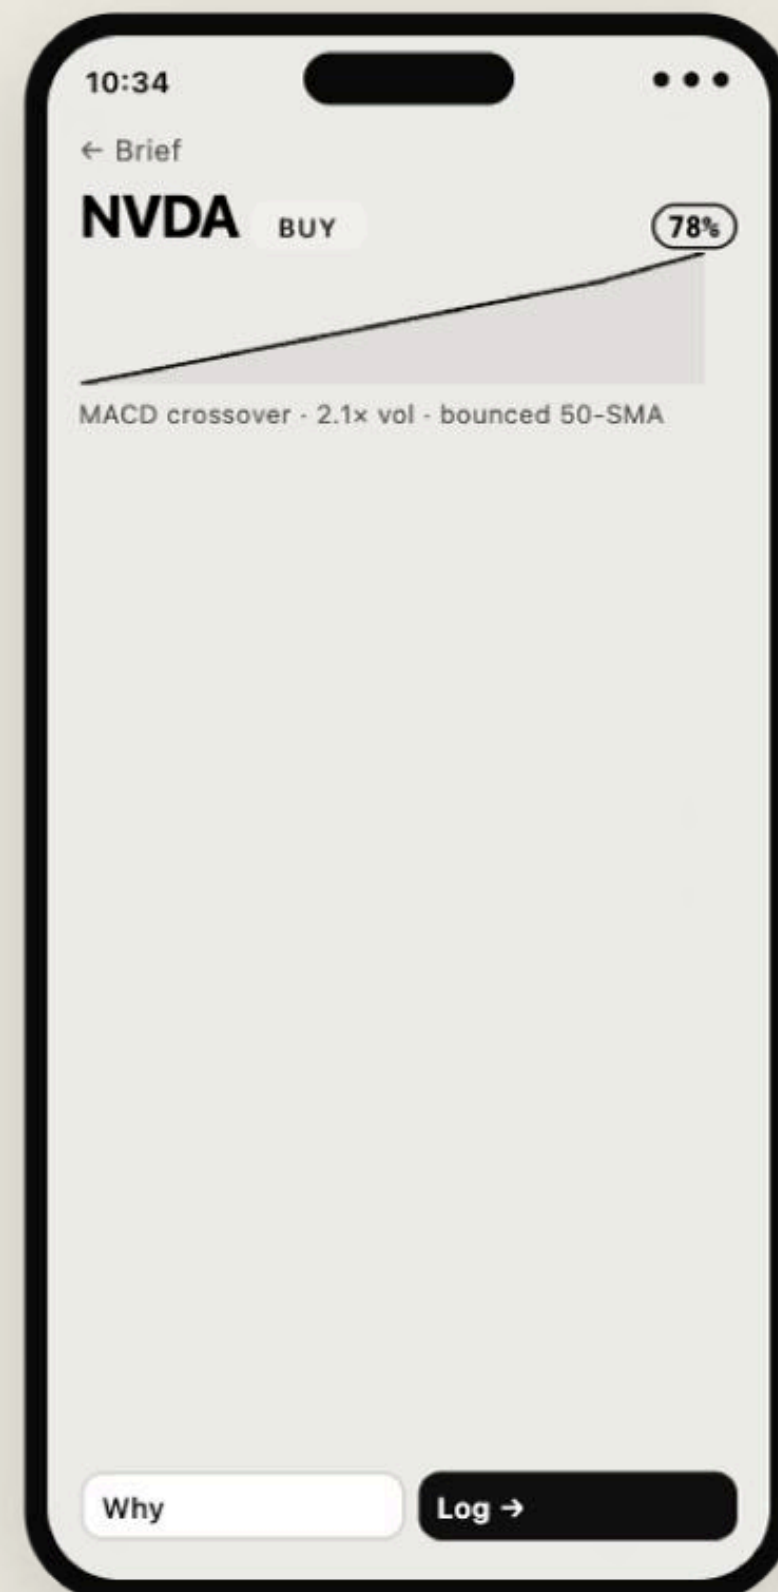 10:34
← Brief
NVDA BUY 78%
MACD crossover · 2.1× vol · bounced 50-SMA
Why
Log →